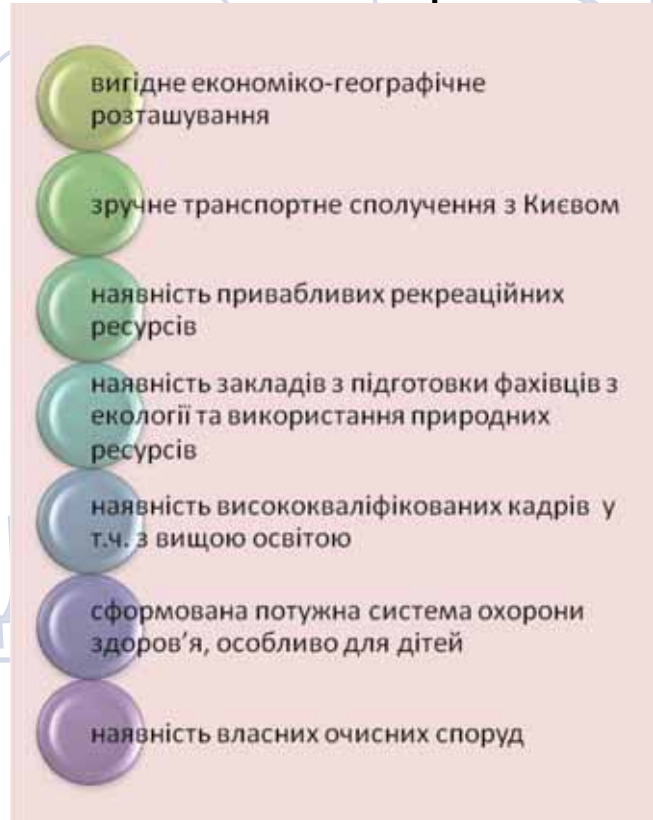 вигідне економіко-географічне
розташування
зручне транспортне сполучення з Києвом
наявність привабливих рекреаційних
ресурсів
наявність закладів з підготовки фахівців з
екології та використання природних
ресурсів
наявність висококваліфікованих кадрів у
т.ч. з вищою освітою
сформована потужна система охорони
здоров’я, особливо для дітей
наявність власних очисних споруд